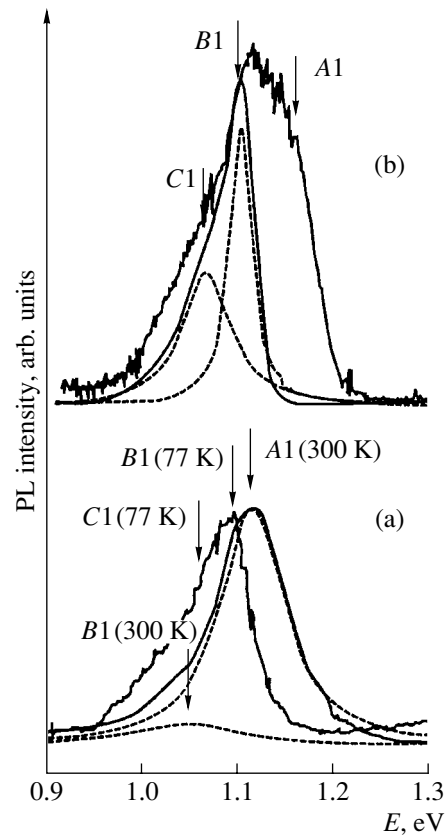 B1
A1
(b)
C1
PL intensity, arb. units
B1(77 K)
A1(300 K)
C1(77 K)
(a)
B1(300 K)
0.9 1.0 1.1 1.2 1.3
E, eV